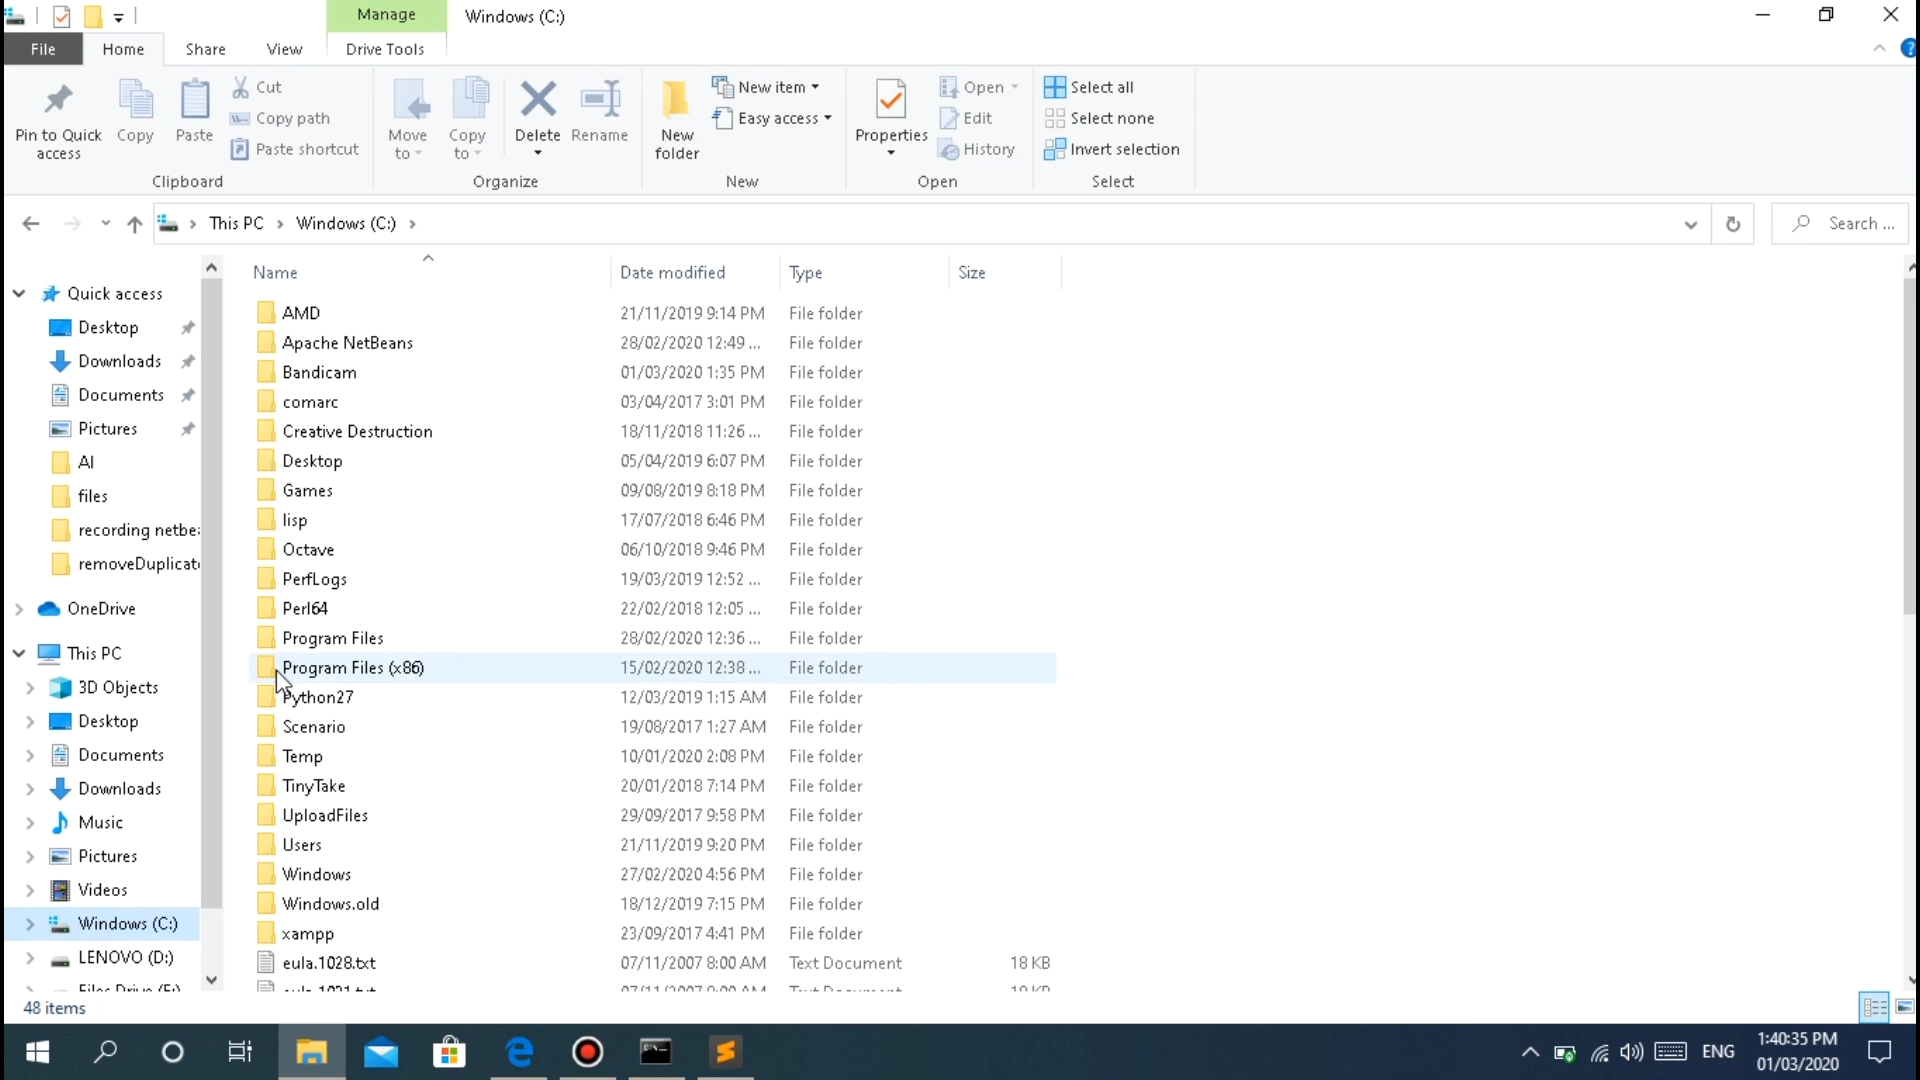 Manage
Windows (C:)
File
Home
Share
View
Drive Tools
Pin to Quick access
Copy
Paste
Cut
Copy path
Paste shortcut
Move to
Copy to
Delete
Rename
New folder
New item
Easy access
Properties
Open
Edit
History
Select all
Select none
Invert selection
Clipboard
Organize
New
Open
Select
This PC > Windows (C:) >
Search ...
Quick access
Desktop
Downloads
Documents
Pictures
AI
files
recording netbe
removeDuplicat
OneDrive
This PC
3D Objects
Desktop
Documents
Downloads
Music
Pictures
Videos
Windows (C:)
LENOVO (D:)
Name Date modified Type Size
AMD 21/11/2019 9:14 PM File folder
Apache NetBeans 28/02/2020 12:49 ... File folder
Bandicam 01/03/2020 1:35 PM File folder
comarc 03/04/2017 3:01 PM File folder
Creative Destruction 18/11/2018 11:26 ... File folder
Desktop 05/04/2019 6:07 PM File folder
Games 09/08/2019 8:18 PM File folder
lisp 17/07/2018 6:46 PM File folder
Octave 06/10/2018 9:46 PM File folder
PerfLogs 19/03/2019 12:52 ... File folder
Perl64 22/02/2018 12:05 ... File folder
Program Files 28/02/2020 12:36 ... File folder
Program Files (x86) 15/02/2020 12:38 ... File folder
Python27 12/03/2019 1:15 AM File folder
Scenario 19/08/2017 1:27 AM File folder
Temp 10/01/2020 2:08 PM File folder
TinyTake 20/01/2018 7:14 PM File folder
UploadFiles 29/09/2017 9:58 PM File folder
Users 21/11/2019 9:20 PM File folder
Windows 27/02/2020 4:56 PM File folder
Windows.old 18/12/2019 7:15 PM File folder
xampp 23/09/2017 4:41 PM File folder
eula.1028.txt 07/11/2007 8:00 AM Text Document 18 KB
48 items
ENG
1:40:35 PM
01/03/2020